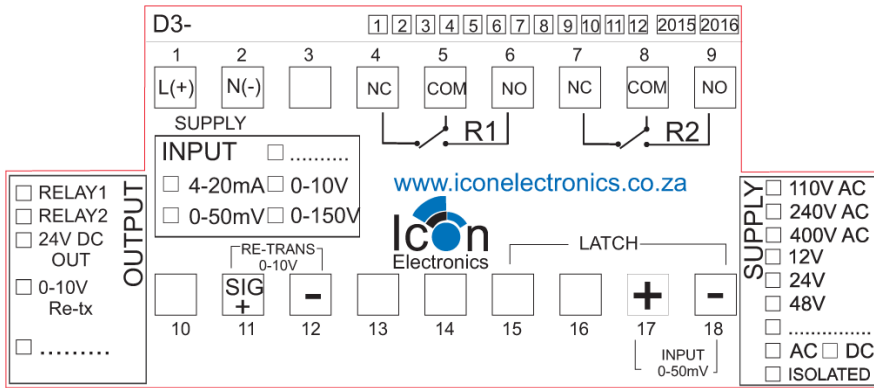 D3- 1 2 3 4 5 6 7 8 9 10 11 12 2015 2016
1 2 3 4 5 6 7 8 9
L(+) N(-) NC COM NO NC COM NO
SUPPLY
R1 R2
INPUT ..........
4-20mA 0-10V
0-50mV 0-150V
www.iconelectronics.co.za
Icon
Electronics
OUTPUT
RELAY1
RELAY2
24V DC
OUT
0-10V
Re-tx
.........
SUPPLY
110V AC
240V AC
400V AC
12V
24V
48V
...............
AC DC
ISOLATED
RE-TRANS
0-10V
LATCH
SIG
+ - + -
10 11 12 13 14 15 16 17 18
INPUT
0-50mV